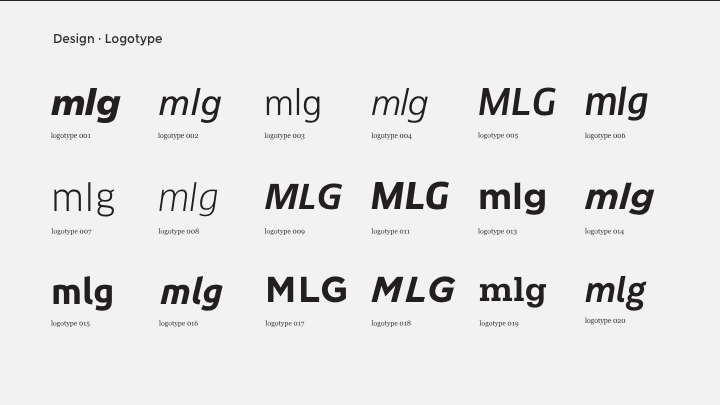 Design · Logotype
mlg mlg mlg mlg MLG mlg
logotype 001 logotype 002 logotype 003 logotype 004 logotype 005 logotype 006
mlg mlg MLG MLG mlg mlg
logotype 007 logotype 008 logotype 009 logotype 011 logotype 013 logotype 014
mlg mlg MLG MLG mlg mlg
logotype 015 logotype 016 logotype 017 logotype 018 logotype 019 logotype 020